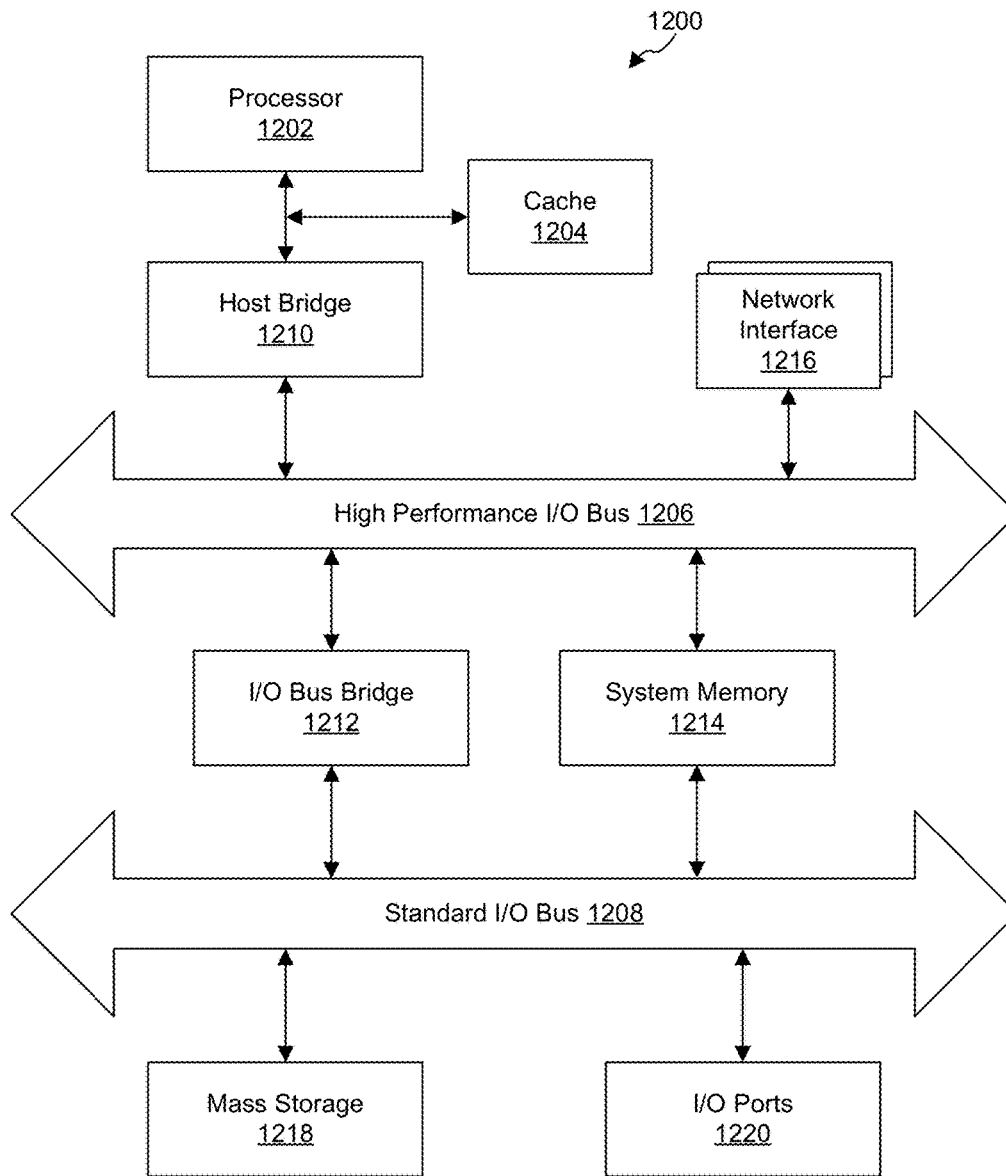 1200
Processor
1202
Cache
1204
Host Bridge
1210
Network
Interface
1216
High Performance I/O Bus 1206
I/O Bus Bridge
1212
System Memory
1214
Standard I/O Bus 1208
Mass Storage
1218
I/O Ports
1220